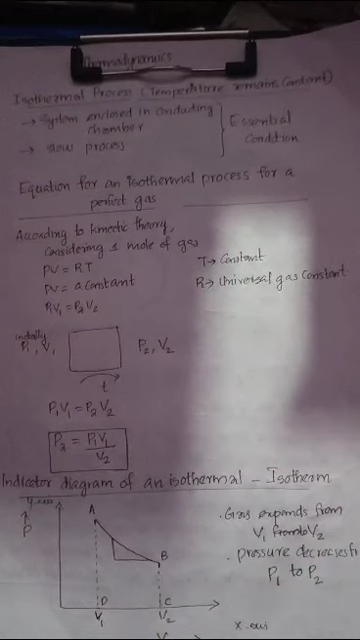 Thermodynamics
Isothermal Process (Temperature remains Constant)
→ System enclosed in conducting chamber
→ slow process
Essential Condition
Equation for an isothermal process for a
perfect gas
According to kinetic theory,
Considering 1 mole of gas
PV = RT
PV = a constant
P₁V₁ = P₂V₂
T → Constant
R → Universal gas Constant
initially
P₁, V₁
P₂, V₂
t
P₁V₁ = P₂V₂
P₂ = P₁V₁ / V₂
Indicator diagram of an isothermal - Isotherm
P
A
B
D
C
V₁
V₂
. Gas expands from
V₁ from to V₂
. pressure decreases fr
P₁ to P₂